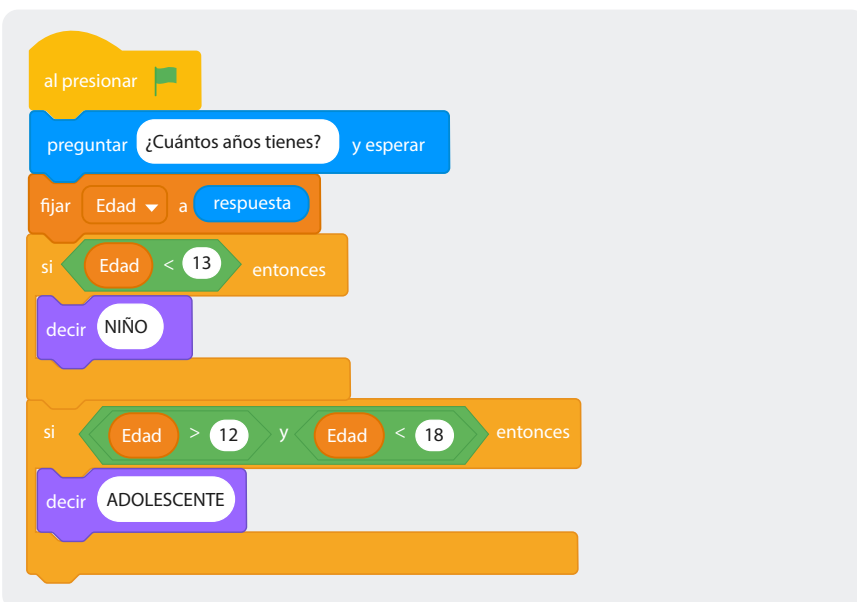 al presionar
preguntar ¿Cuántos años tienes? y esperar
fijar Edad a respuesta
si Edad < 13 entonces
decir NIÑO
si Edad > 12 y Edad < 18 entonces
decir ADOLESCENTE